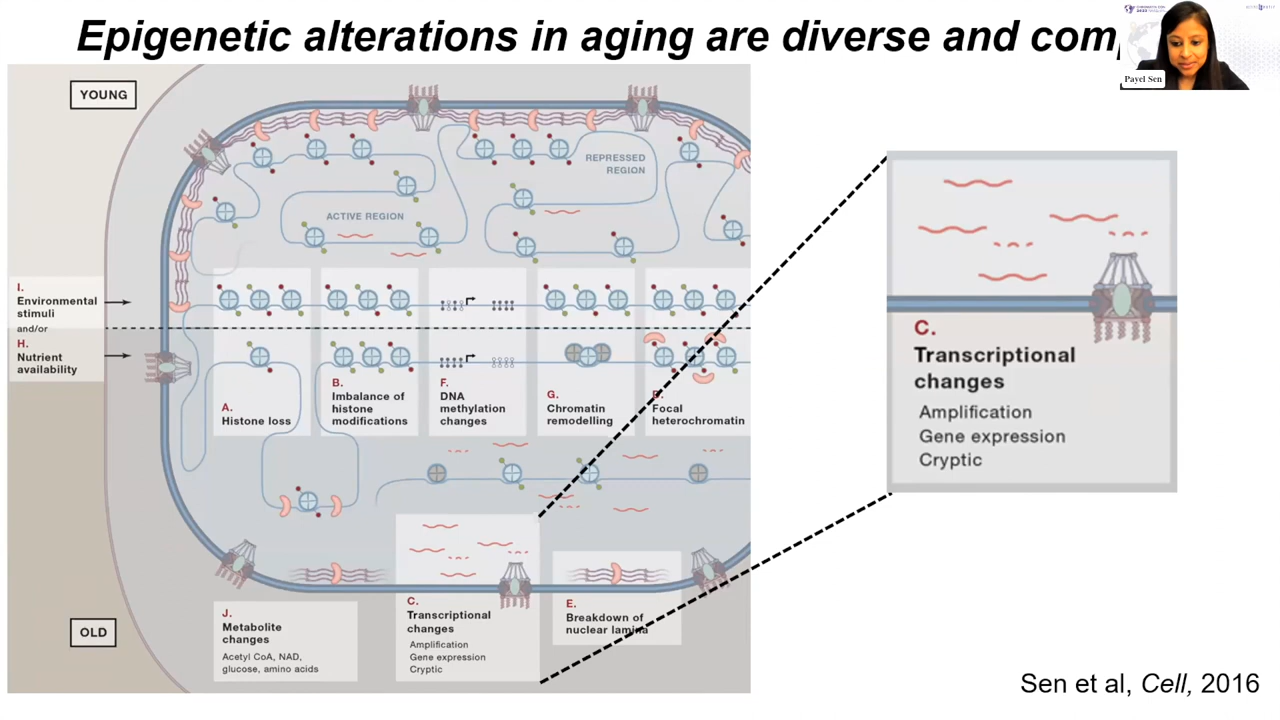 Epigenetic alterations in aging are diverse and com
Payel Sen
YOUNG
REPRESSED
REGION
ACTIVE REGION
I.
Environmental
stimuli
and/or
H.
Nutrient
availability
A.
Histone loss
B.
Imbalance of
histone
modifications
F.
DNA
methylation
changes
G.
Chromatin
remodelling
D.
Focal
heterochromatin
C.
Transcriptional
changes
Amplification
Gene expression
Cryptic
OLD
J.
Metabolite
changes
Acetyl CoA, NAD,
glucose, amino acids
C.
Transcriptional
changes
Amplification
Gene expression
Cryptic
E.
Breakdown of
nuclear lamina
Sen et al, Cell, 2016